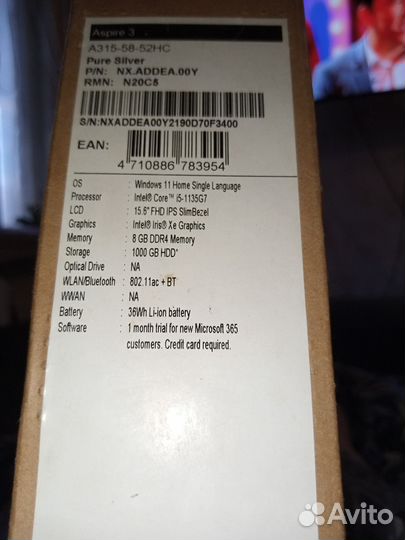 Aspire 3
A315-58-52HC
Pure Silver
P/N: NX.ADDEA.00Y
RMN: N20C5
S/N:NXADDEA00Y2190D70F3400
EAN:
4 710886 783954
OS : Windows 11 Home Single Language
Processor : Intel® Core™ i5-1135G7
LCD : 15.6" FHD IPS SlimBezel
Graphics : Intel® Iris® Xe Graphics
Memory : 8 GB DDR4 Memory
Storage : 1000 GB HDD*
Optical Drive : NA
WLAN/Bluetooth : 802.11ac + BT
WWAN : NA
Battery : 36Wh Li-ion battery
Software : 1 month trial for new Microsoft 365
customers. Credit card required.
Avito